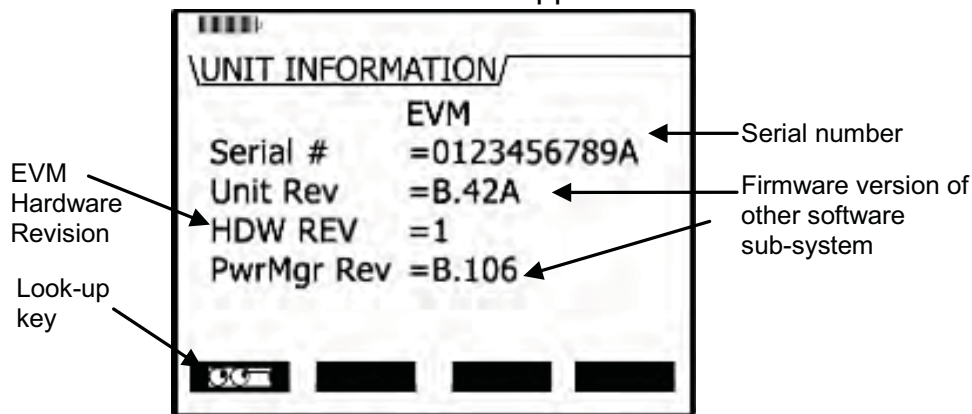 \UNIT INFORMATION/
EVM
Serial # =0123456789A
Unit Rev =B.42A
HDW REV =1
PwrMgr Rev =B.106
Serial number
Firmware version of
other software
sub-system
EVM
Hardware
Revision
Look-up
key